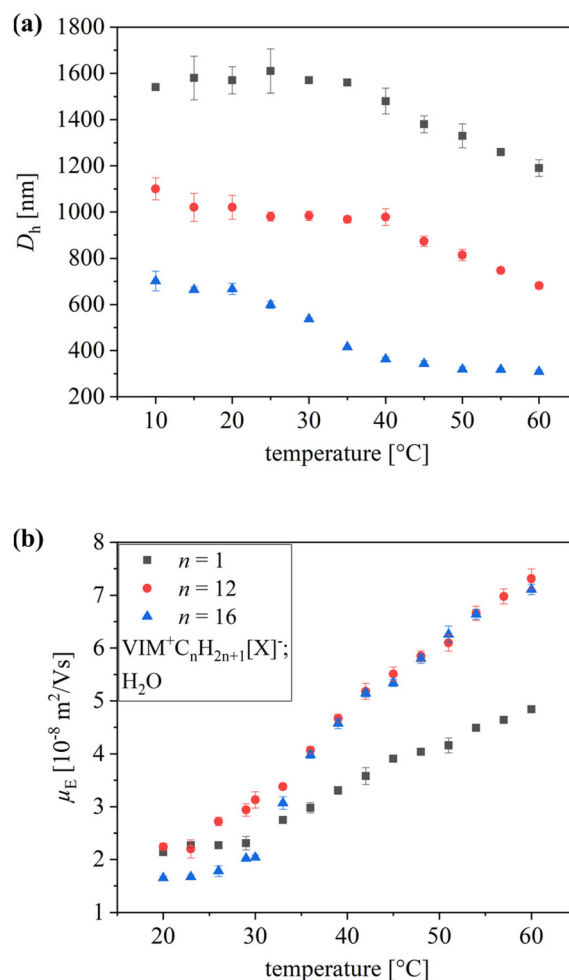 (a)
1800
1600
1400
1200
1000
800
600
400
200
D_h [nm]
10 20 30 40 50 60
temperature [°C]
(b)
8
7
6
5
4
3
2
1
μ_E [10⁻⁸ m²/Vs]
n = 1
n = 12
n = 16
VIM⁺CₙH₂ₙ₊₁[X]⁻;
H₂O
20 30 40 50 60
temperature [°C]